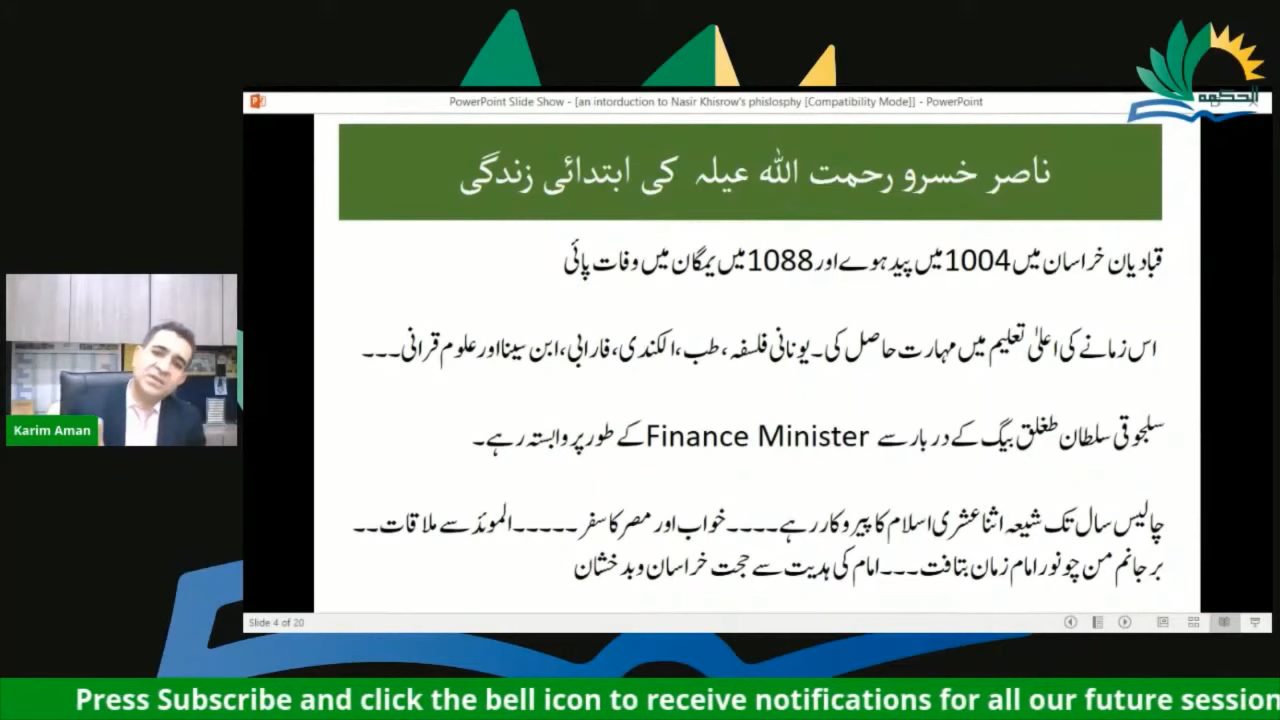 PowerPoint Slide Show - [an intorduction to Nasir Khisrow's phislosphy [Compatibility Mode]] - PowerPoint
الحکمہ
ناصر خسرو رحمت اللہ عیلہ کی ابتدائی زندگی
قبادیان خراسان میں 1004 میں پید ہوے اور 1088 میں یمگان میں وفات پائی
اس زمانے کی اعلیٰ تعلیم میں مہارت حاصل کی۔ یونانی فلسفہ، طب، الکندی، فارابی، ابن سینا اور علوم قرانی۔۔۔
سلجوقی سلطان طغلق بیگ کے دربار سے Finance Minister کے طور پر وابستہ رہے۔
چالیس سال تک شیعہ اثنا عشری اسلام کا پیروکار رہے۔۔۔۔خواب اور مصر کا سفر ۔۔۔۔۔الموئد سے ملاقات۔۔
بر جانم من چو نور امام زمان بتافت۔۔۔امام کی ہدیت سے حجت خراسان و بدخشان
Karim Aman
Slide 4 of 20
Press Subscribe and click the bell icon to receive notifications for all our future session